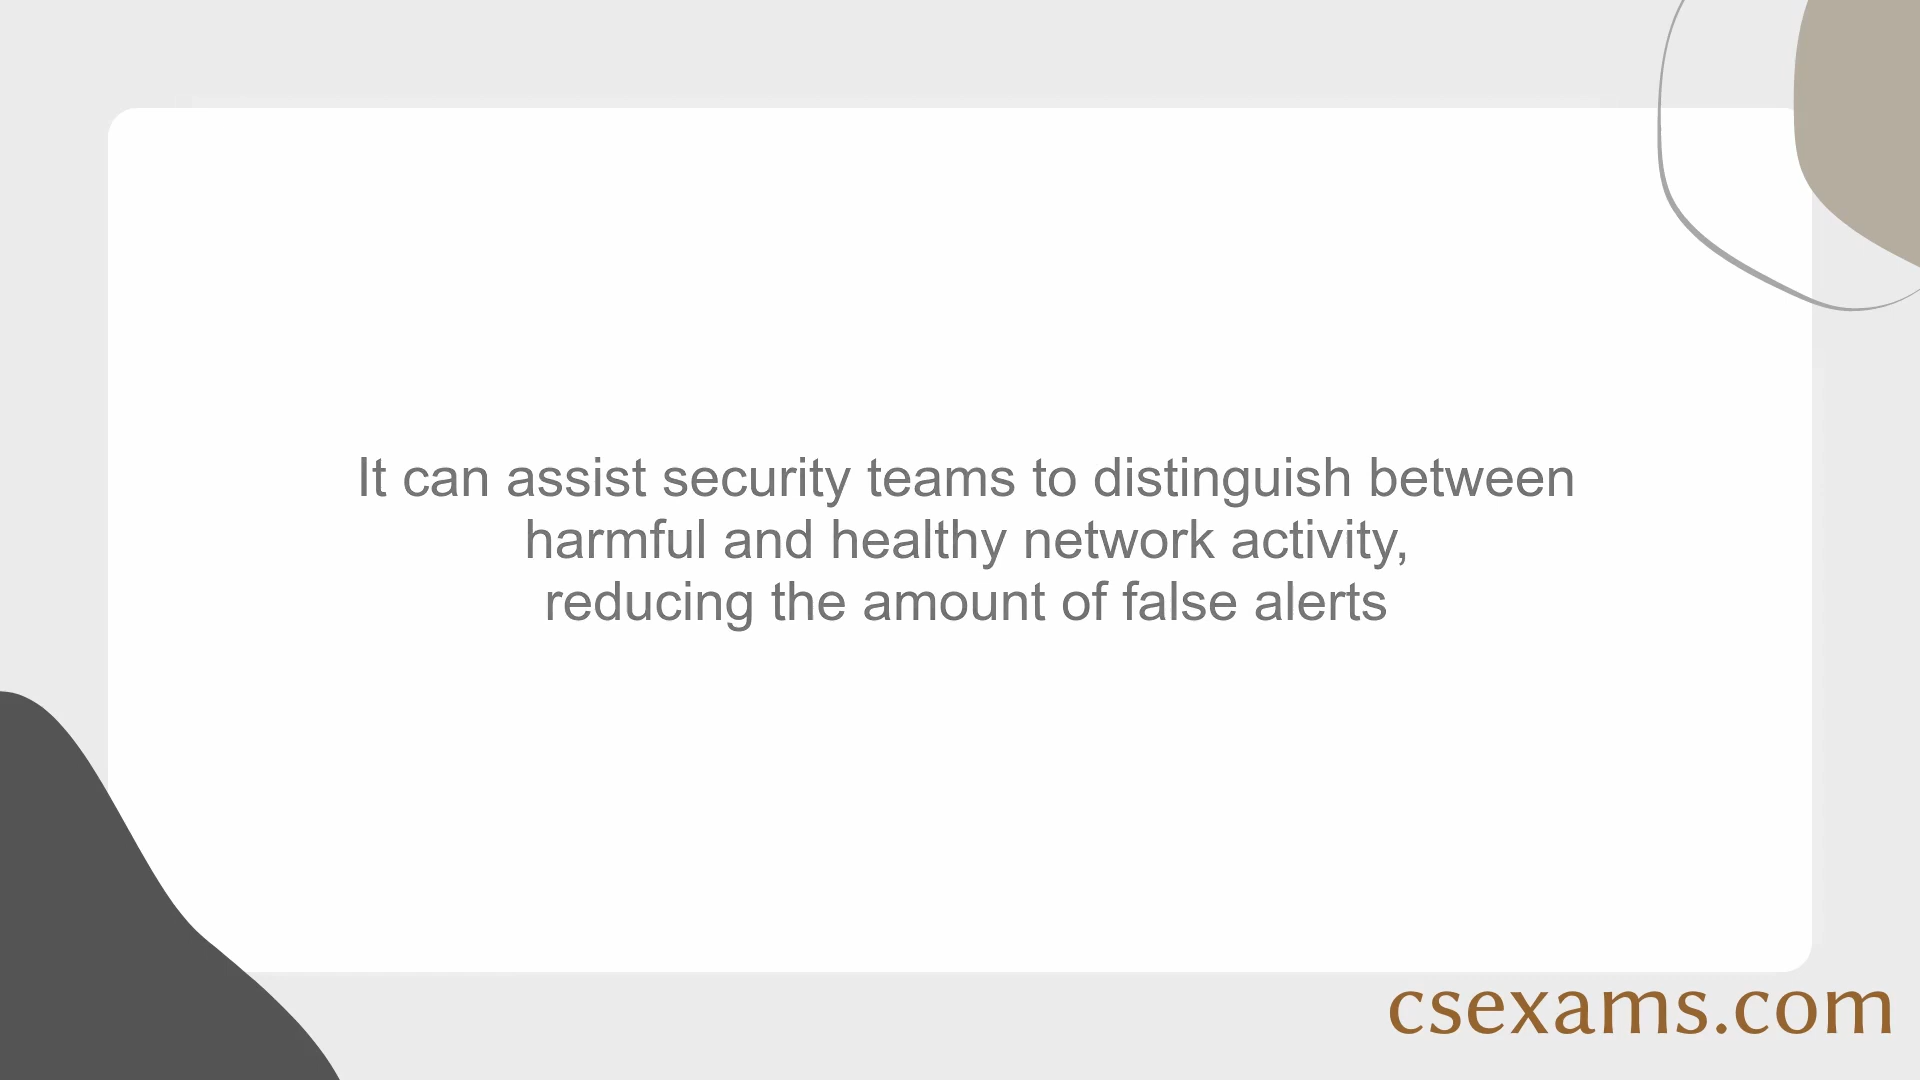 It can assist security teams to distinguish between
harmful and healthy network activity,
reducing the amount of false alerts
csexams.com